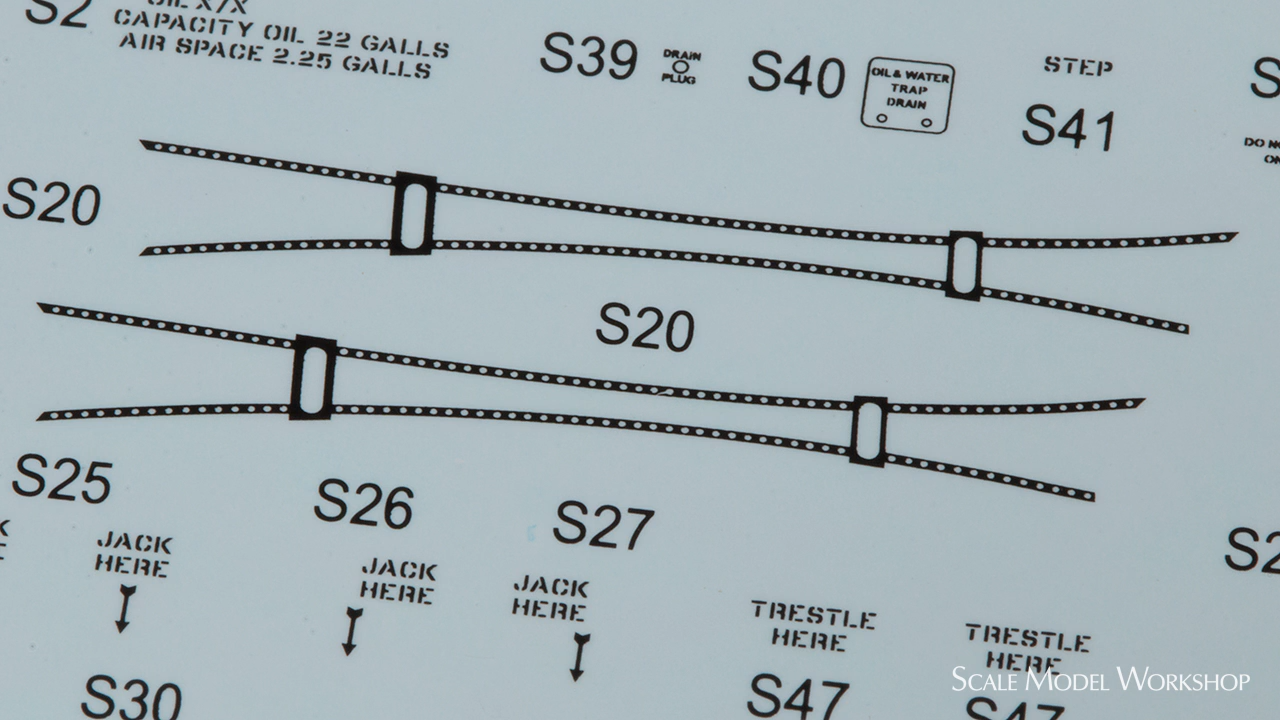 S2
OIL X/X
CAPACITY OIL 22 GALLS
AIR SPACE 2.25 GALLS
S39
DRAIN
PLUG
S40
OIL & WATER
TRAP
DRAIN
STEP
S41
S20
S20
S25
S26
S27
JACK
HERE
JACK
HERE
JACK
HERE
TRESTLE
HERE
TRESTLE
HERE
S30
S47
S47
SCALE MODEL WORKSHOP